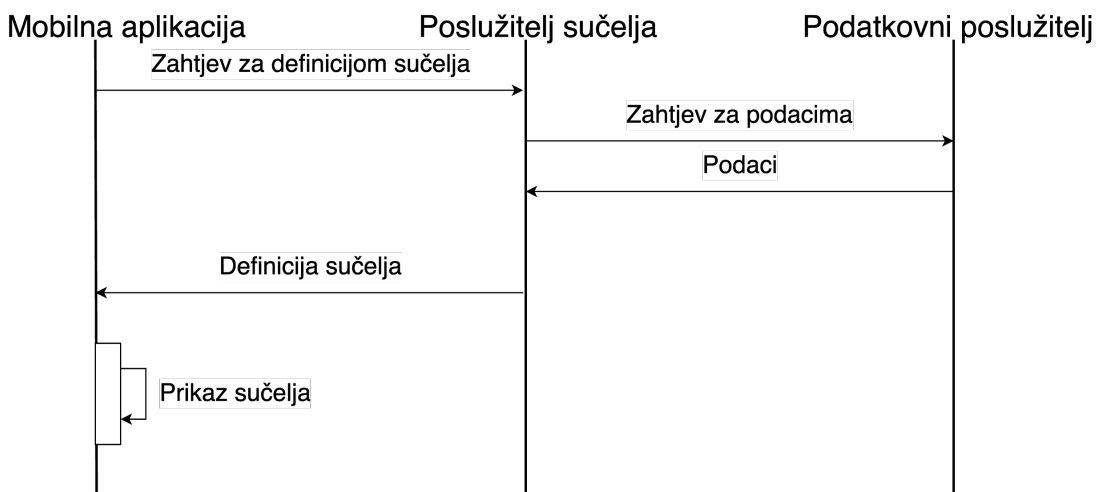 Mobilna aplikacija
Poslužitelj sučelja
Podatkovni poslužitelj
Zahtjev za definicijom sučelja
Zahtjev za podacima
Podaci
Definicija sučelja
Prikaz sučelja